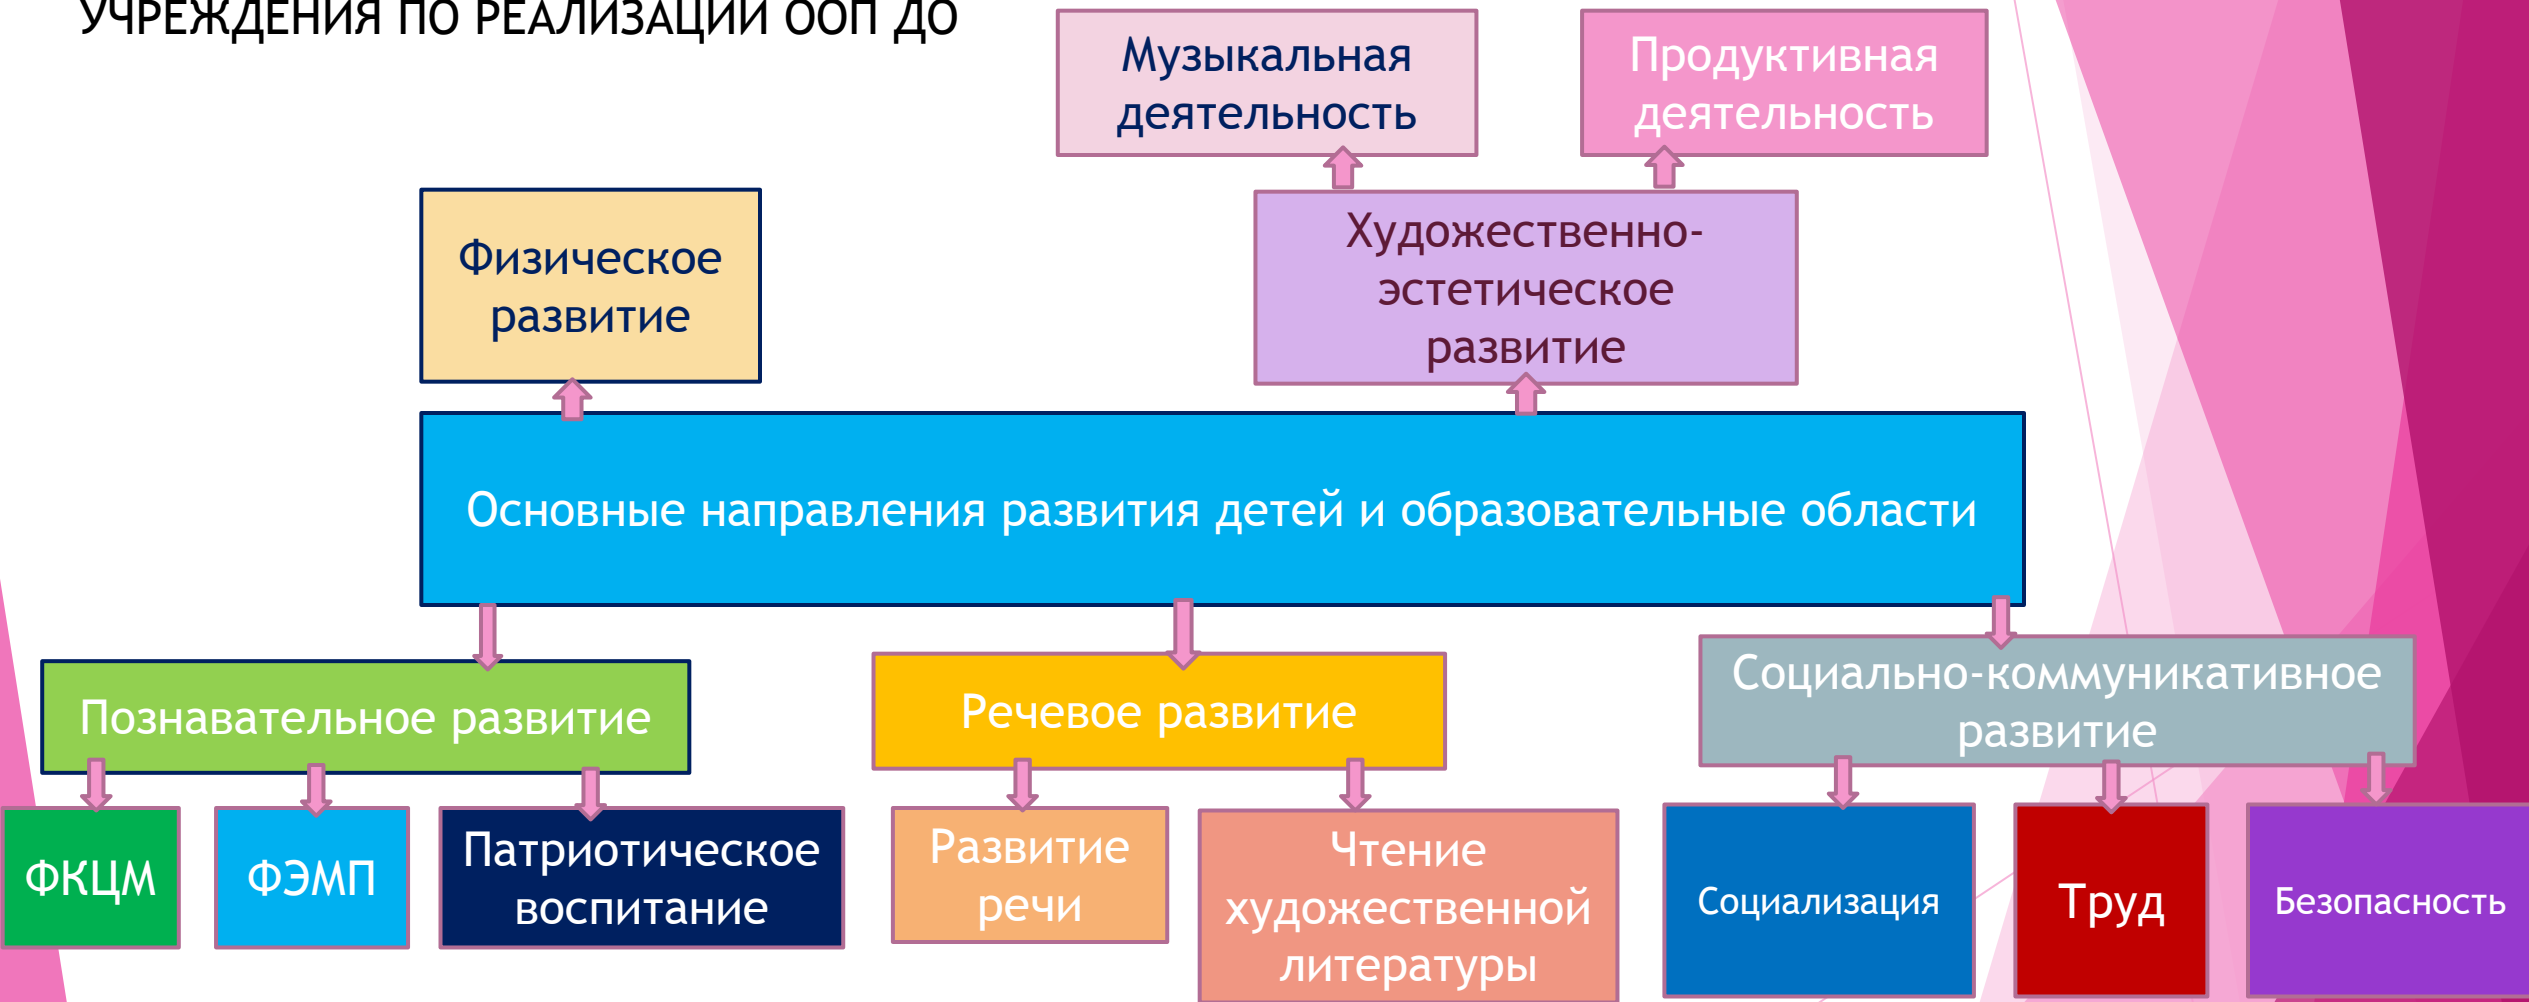 УЧРЕЖДЕНИЯ ПО РЕАЛИЗАЦИИ ООП ДО
Музыкальная
деятельность
Продуктивная
деятельность
Физическое
развитие
Художественно-
эстетическое
развитие
Основные направления развития детей и образовательные области
Познавательное развитие
Речевое развитие
Социально-коммуникативное
развитие
ФКЦМ
ФЭМП
Патриотическое
воспитание
Развитие
речи
Чтение
художественной
литературы
Социализация
Труд
Безопасность